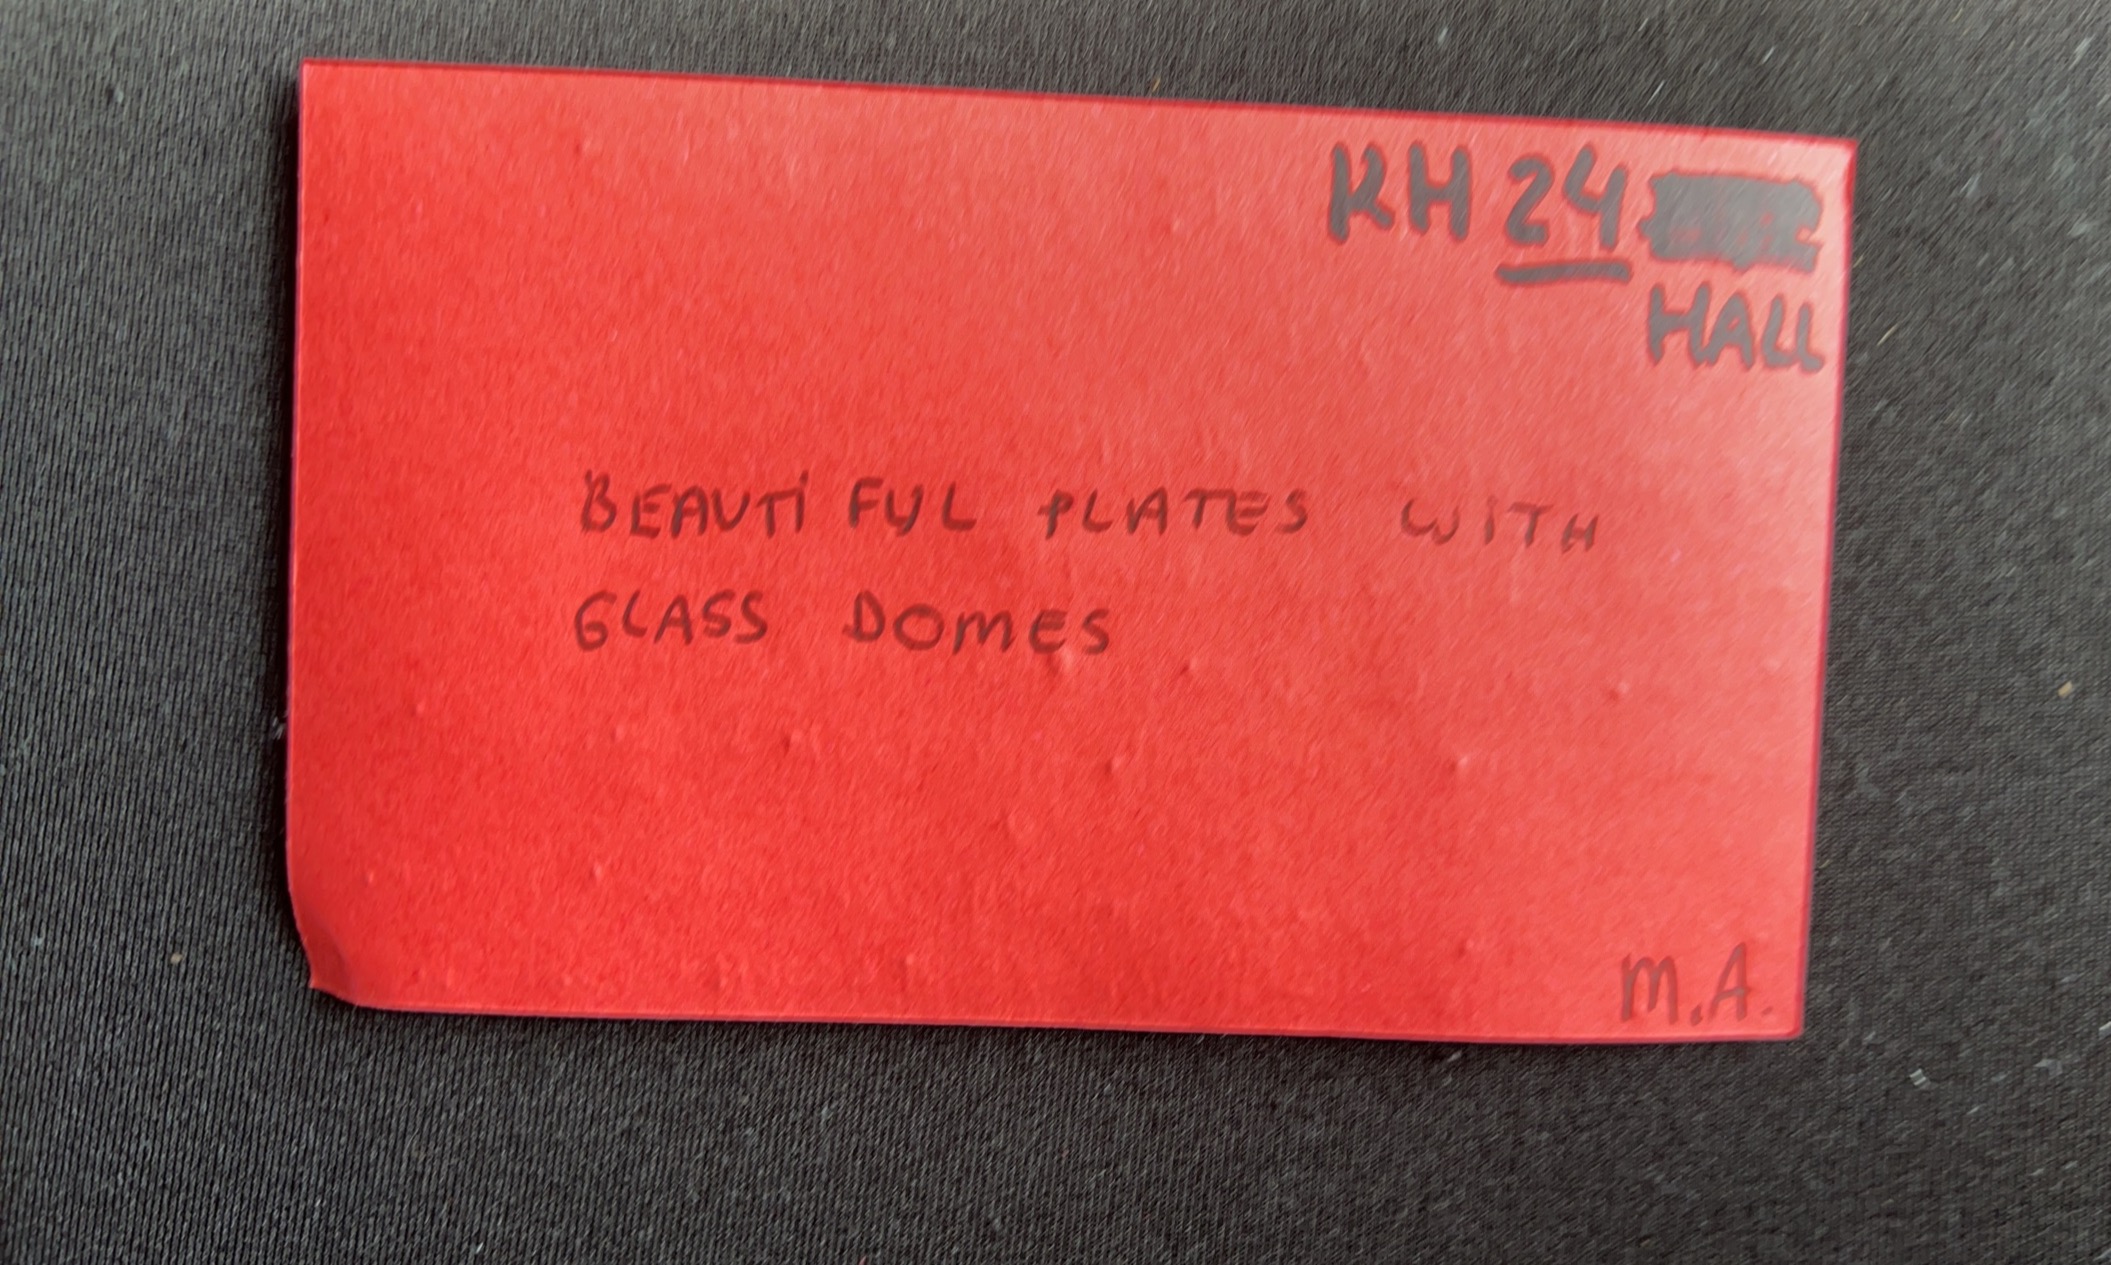 KH 24
HALL
BEAUTIFUL PLATES WITH
GLASS DOMES
M.A.